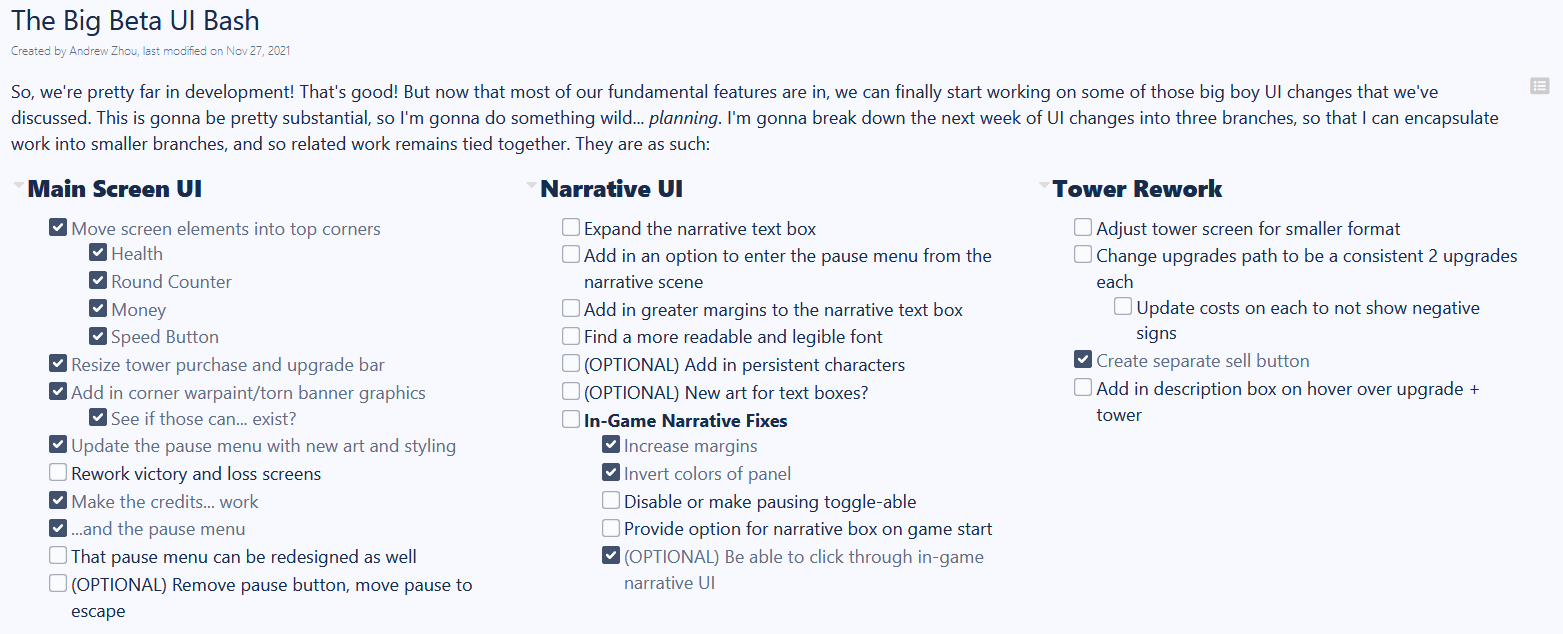 The Big Beta UI Bash
Created by Andrew Zhou, last modified on Nov 27, 2021
So, we're pretty far in development! That's good! But now that most of our fundamental features are in, we can finally start working on some of those big boy UI changes that we've
discussed. This is gonna be pretty substantial, so I'm gonna do something wild... planning. I'm gonna break down the next week of UI changes into three branches, so that I can encapsulate
work into smaller branches, and so related work remains tied together. They are as such:
Main Screen UI
Move screen elements into top corners
Health
Round Counter
Money
Speed Button
Resize tower purchase and upgrade bar
Add in corner warpaint/torn banner graphics
See if those can... exist?
Update the pause menu with new art and styling
Rework victory and loss screens
Make the credits... work
...and the pause menu
That pause menu can be redesigned as well
(OPTIONAL) Remove pause button, move pause to
escape
Narrative UI
Expand the narrative text box
Add in an option to enter the pause menu from the
narrative scene
Add in greater margins to the narrative text box
Find a more readable and legible font
(OPTIONAL) Add in persistent characters
(OPTIONAL) New art for text boxes?
In-Game Narrative Fixes
Increase margins
Invert colors of panel
Disable or make pausing toggle-able
Provide option for narrative box on game start
(OPTIONAL) Be able to click through in-game
narrative UI
Tower Rework
Adjust tower screen for smaller format
Change upgrades path to be a consistent 2 upgrades
each
Update costs on each to not show negative
signs
Create separate sell button
Add in description box on hover over upgrade +
tower